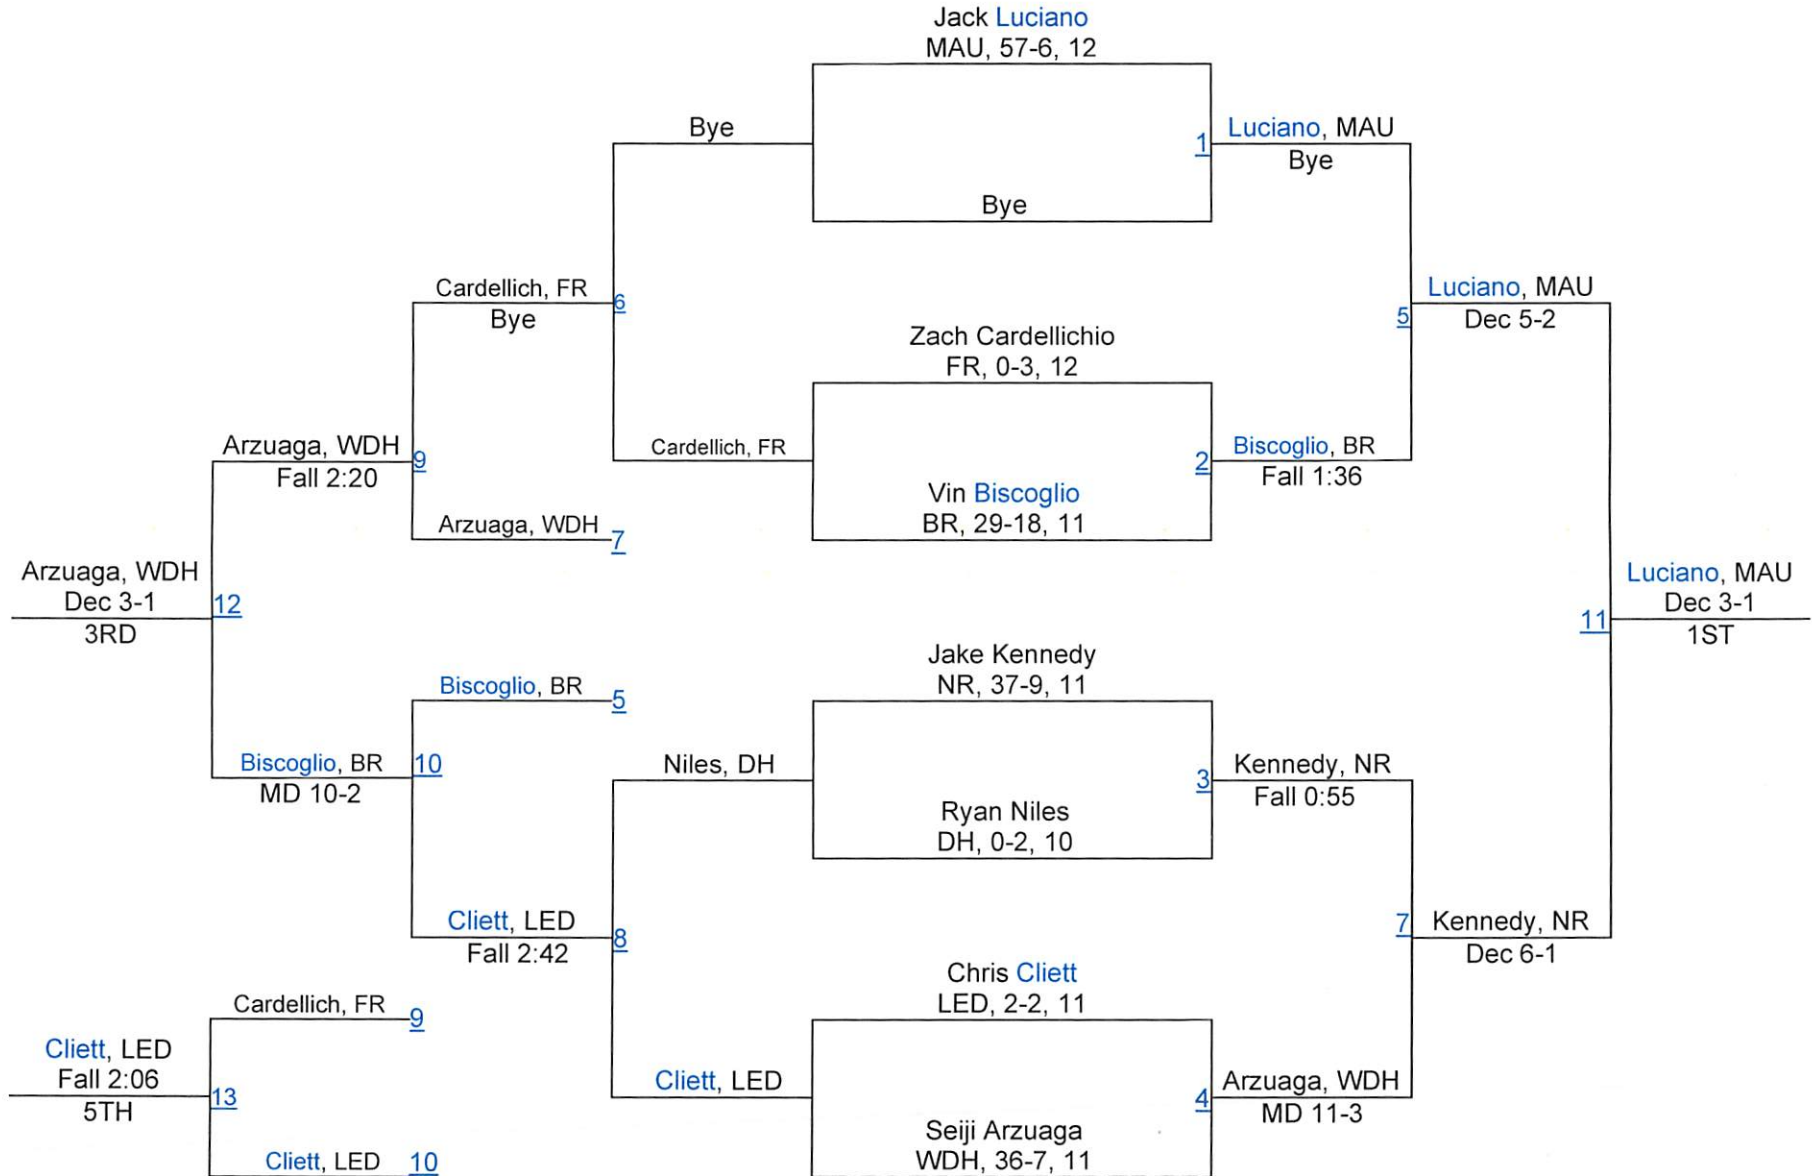 Jack Luciano
MAU, 57-6, 12
Bye
1
Luciano, MAU
Bye
Bye
Cardellich, FR
Bye
6
Luciano, MAU
5
Dec 5-2
Zach Cardellichio
FR, 0-3, 12
Arzuaga, WDH
Fall 2:20
9
Cardellich, FR
2
Biscoglio, BR
Fall 1:36
Vin Biscoglio
BR, 29-18, 11
Arzuaga, WDH
7
Arzuaga, WDH
Dec 3-1
3RD
12
Luciano, MAU
Dec 3-1
1ST
11
Jake Kennedy
NR, 37-9, 11
Biscoglio, BR
5
Biscoglio, BR
MD 10-2
10
Niles, DH
3
Kennedy, NR
Fall 0:55
Ryan Niles
DH, 0-2, 10
Cliett, LED
Fall 2:42
8
7
Kennedy, NR
Dec 6-1
Chris Cliett
LED, 2-2, 11
Cardellich, FR
9
Cliett, LED
Fall 2:06
5TH
13
Cliett, LED
4
Arzuaga, WDH
MD 11-3
Seiji Arzuaga
WDH, 36-7, 11
Cliett, LED
10